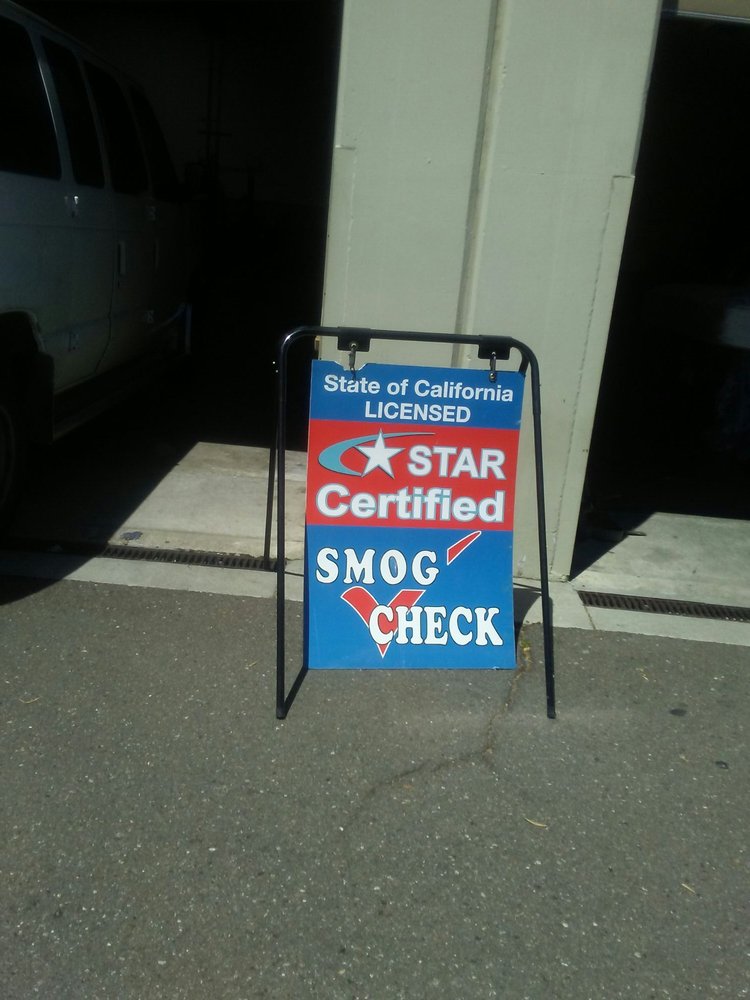 State of California
LICENSED
STAR
Certified
SMOG
CHECK